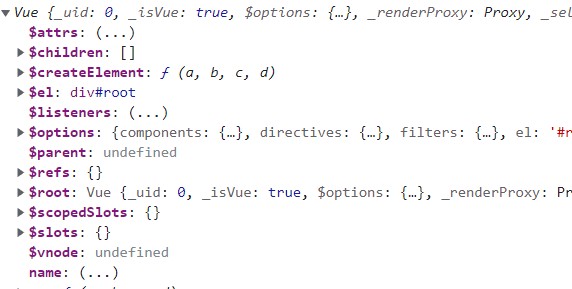 ▼Vue {_uid: 0, _isVue: true, $options: {…}, _renderProxy: Proxy, _sel
$attrs: (...)
▶$children: []
▶$createElement: ƒ (a, b, c, d)
▶$el: div#root
$listeners: (...)
▶$options: {components: {…}, directives: {…}, filters: {…}, el: '#r
$parent: undefined
▶$refs: {}
▶$root: Vue {_uid: 0, _isVue: true, $options: {…}, _renderProxy: Pr
▶$scopedSlots: {}
▶$slots: {}
$vnode: undefined
name: (...)